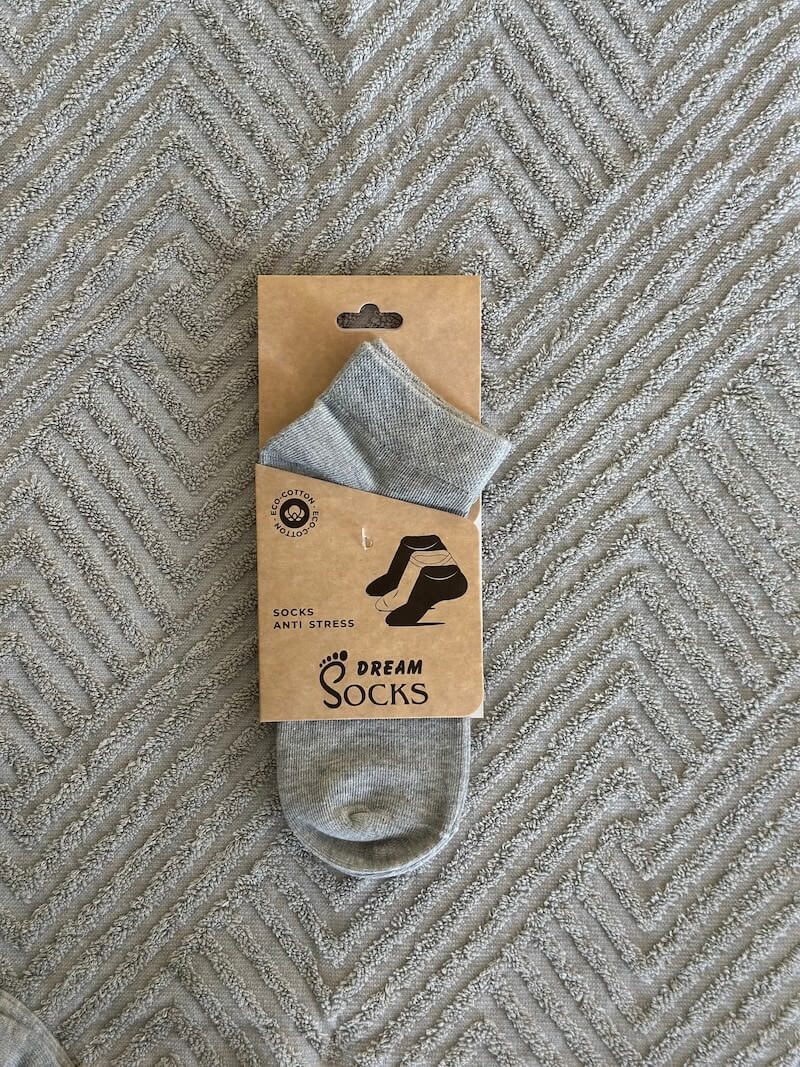 ECO-COTTON - ECO-COTTON -
SOCKS
ANTI STRESS
DREAM
SOCKS